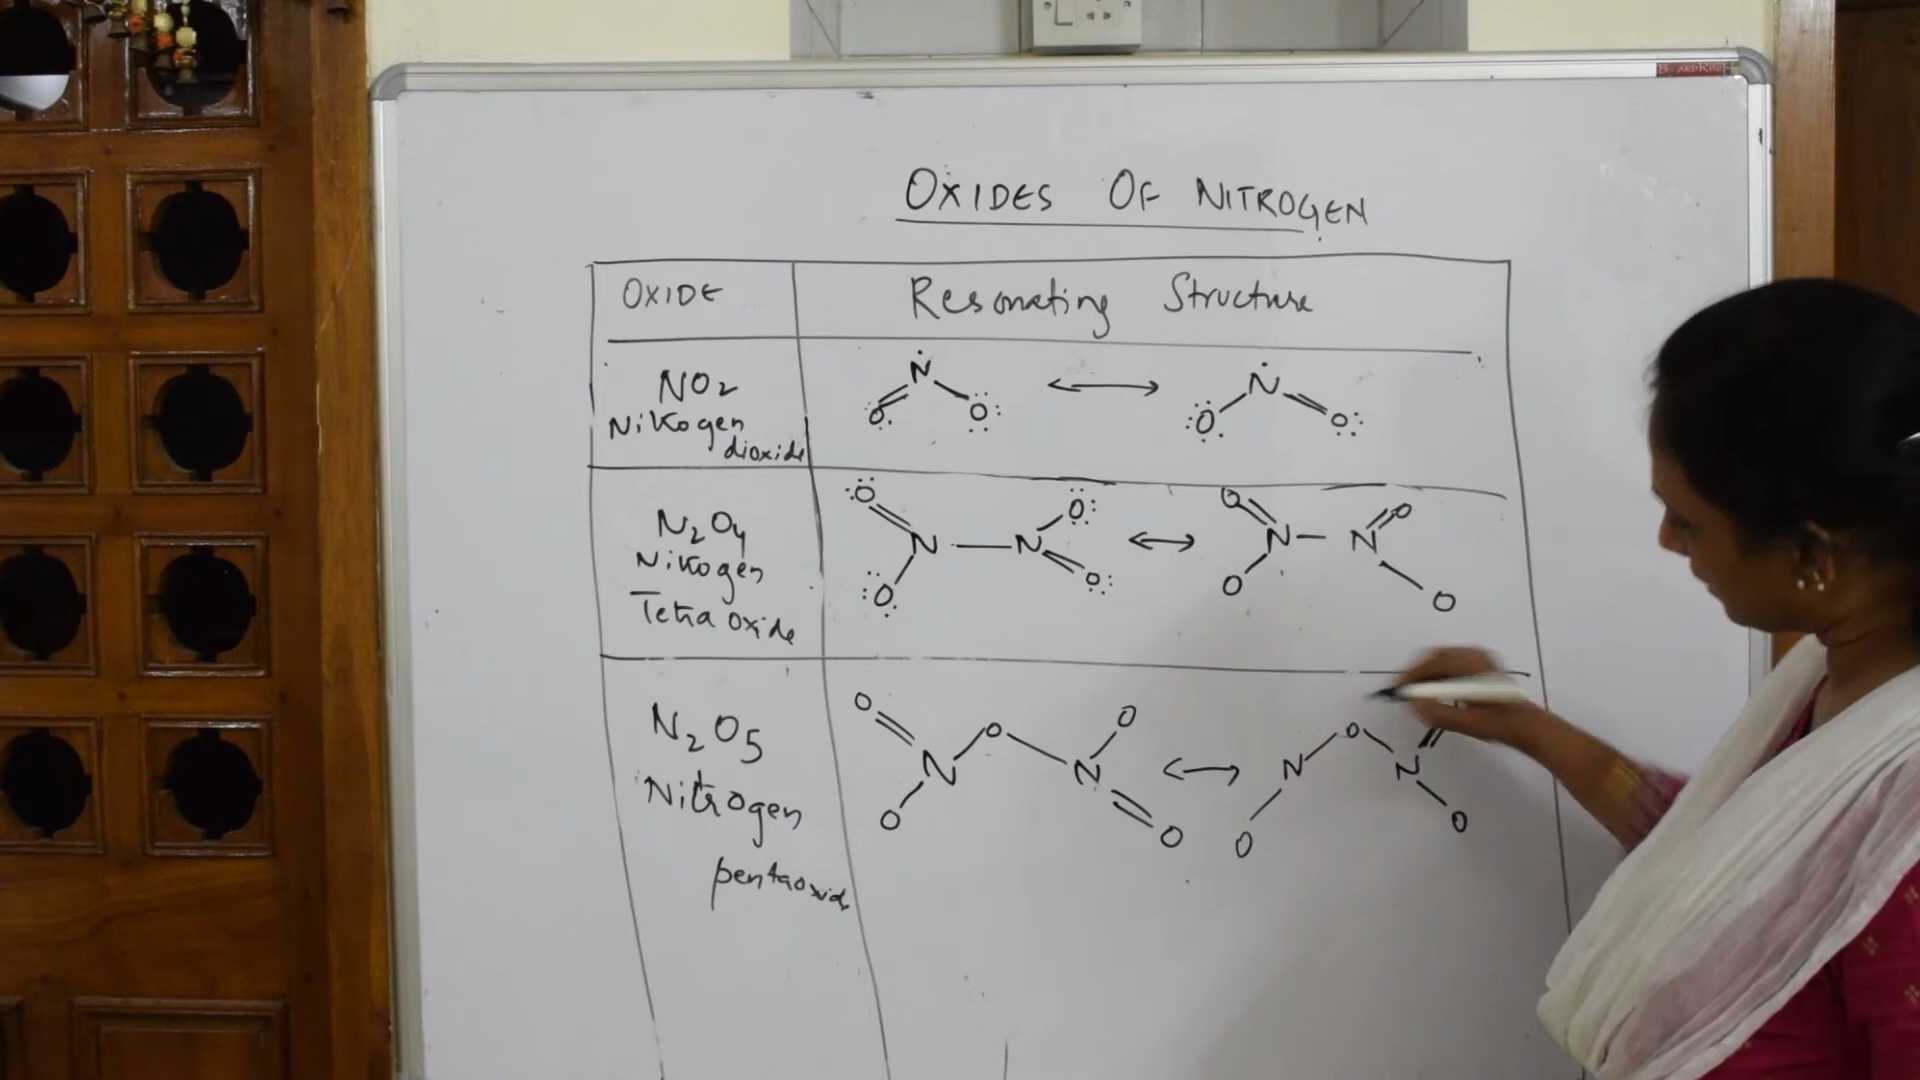 OXIDES OF NITROGEN
OXIDE Resonating Structure
NO2
Nitrogen
dioxide
N O O
N O O
N2O4
Nitrogen
Tetra oxide
O O N N O O
O O N N O O
N2O5
Nitrogen
pentaoxide
O O O N N O O
O N N O O